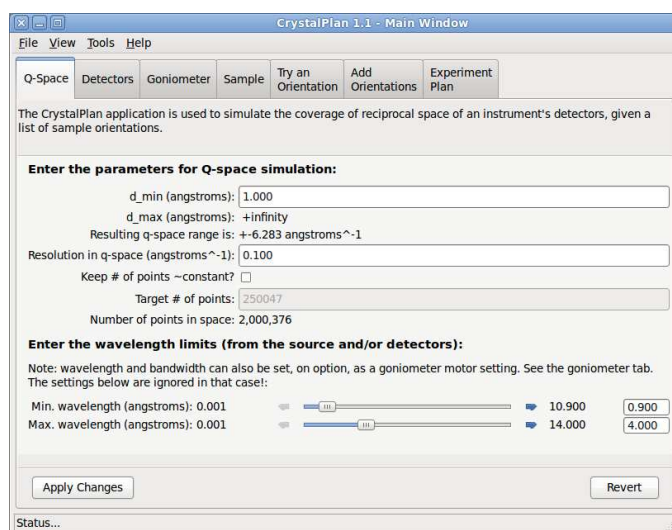 CrystalPlan 1.1 - Main Window
File View Tools Help
Q-Space Detectors Goniometer Sample Try an Orientation Add Orientations Experiment Plan
The CrystalPlan application is used to simulate the coverage of reciprocal space of an instrument's detectors, given a
list of sample orientations.
Enter the parameters for Q-space simulation:
d_min (angstroms): 1.000
d_max (angstroms): +infinity
Resulting q-space range is: +-6.283 angstroms^-1
Resolution in q-space (angstroms^-1): 0.100
Keep # of points ~constant?
Target # of points: 250047
Number of points in space: 2,000,376
Enter the wavelength limits (from the source and/or detectors):
Note: wavelength and bandwidth can also be set, on option, as a goniometer motor setting. See the goniometer tab.
The settings below are ignored in that case!:
Min. wavelength (angstroms): 0.001 10.900 0.900
Max. wavelength (angstroms): 0.001 14.000 4.000
Apply Changes Revert
Status...